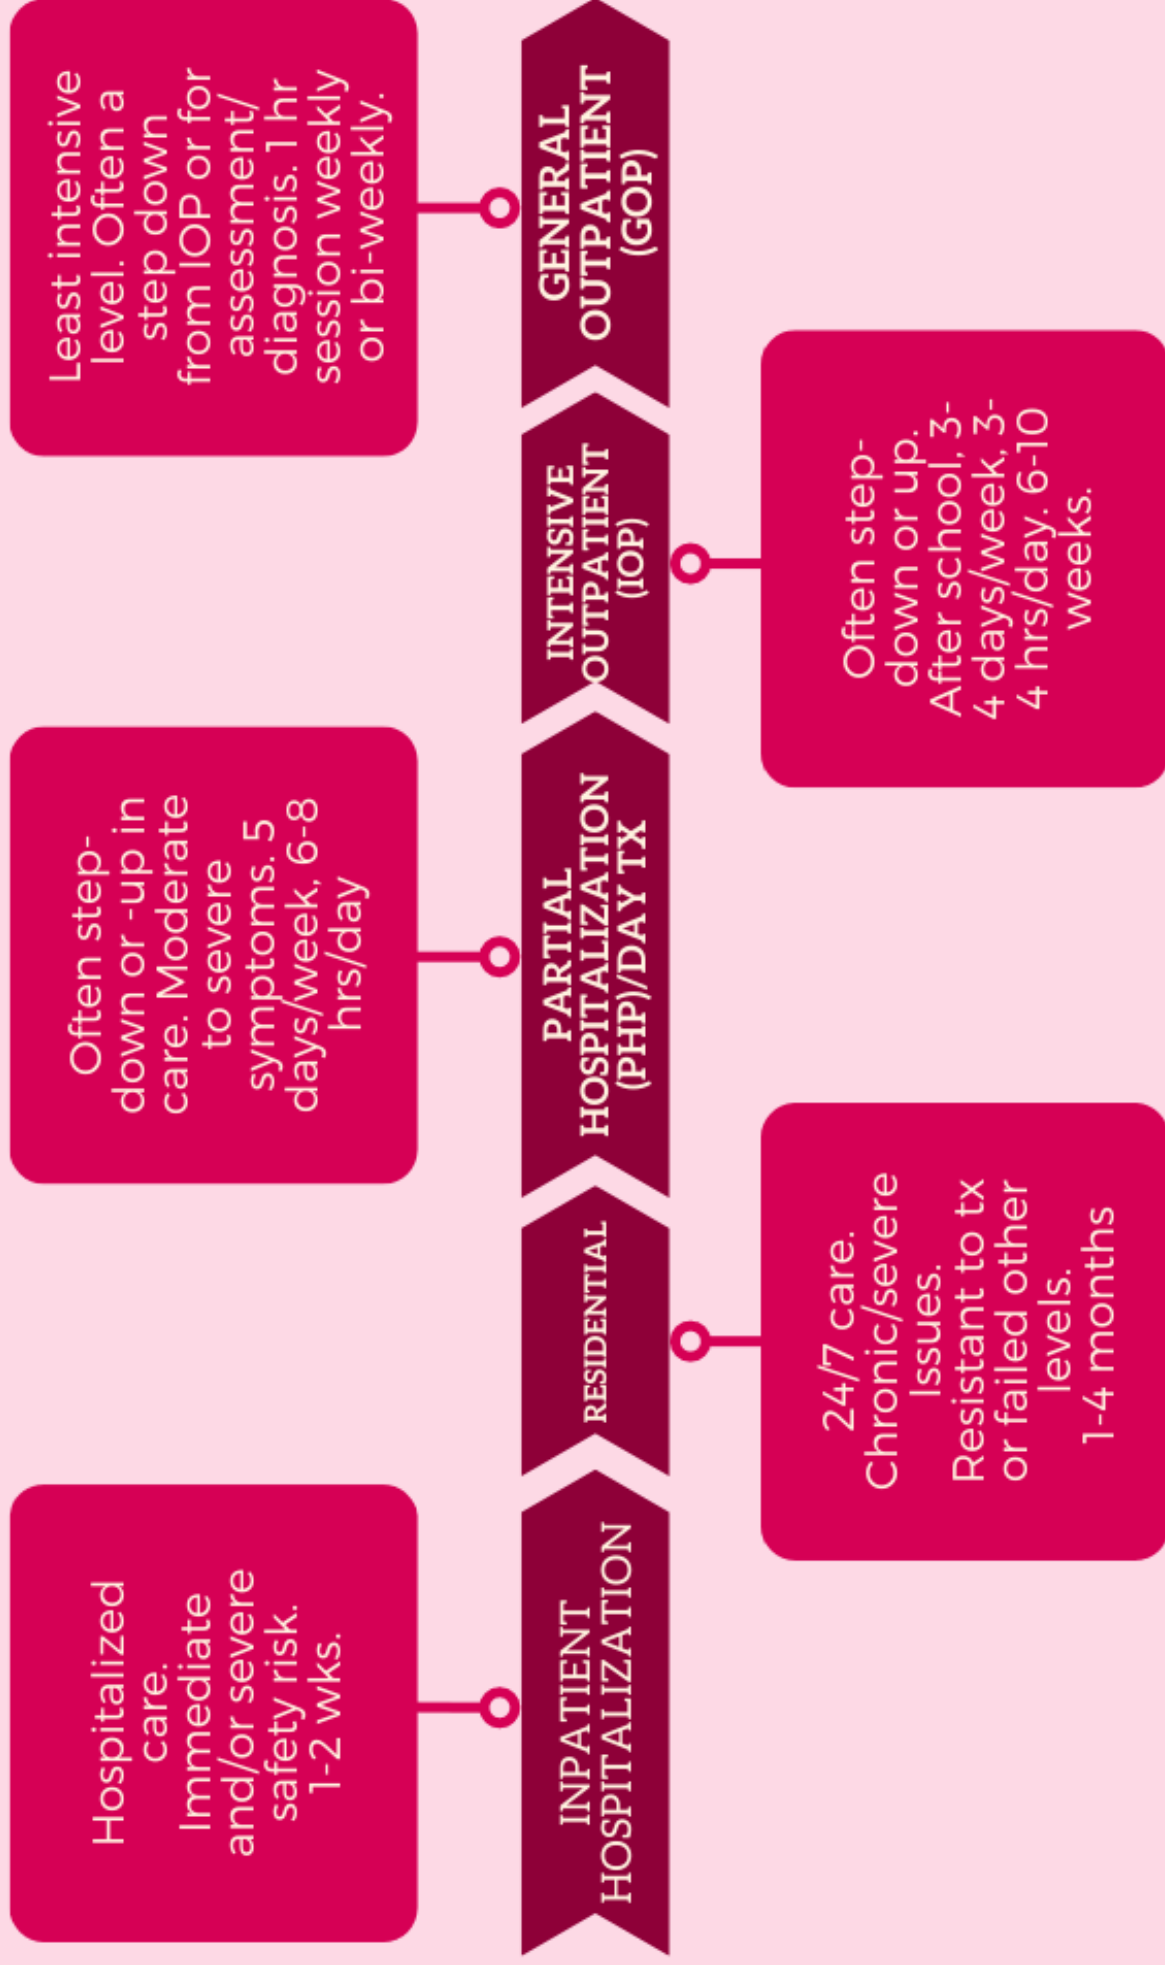 Hospitalized
care.
Immediate
and/or severe
safety risk.
1-2 wks.
INPATIENT
HOSPITALIZATION
RESIDENTIAL
24/7 care.
Chronic/severe
Issues.
Resistant to tx
or failed other
levels.
1-4 months
Often step-
down or -up in
care. Moderate
to severe
symptoms. 5
days/week, 6-8
hrs/day
PARTIAL
HOSPITALIZATION
(PHP)/DAY TX
INTENSIVE
OUTPATIENT
(IOP)
Often step-
down or up.
After school, 3-
4 days/week, 3-
4 hrs/day. 6-10
weeks.
Least intensive
level. Often a
step down
from IOP or for
assessment/
diagnosis. 1 hr
session weekly
or bi-weekly.
GENERAL
OUTPATIENT
(GOP)